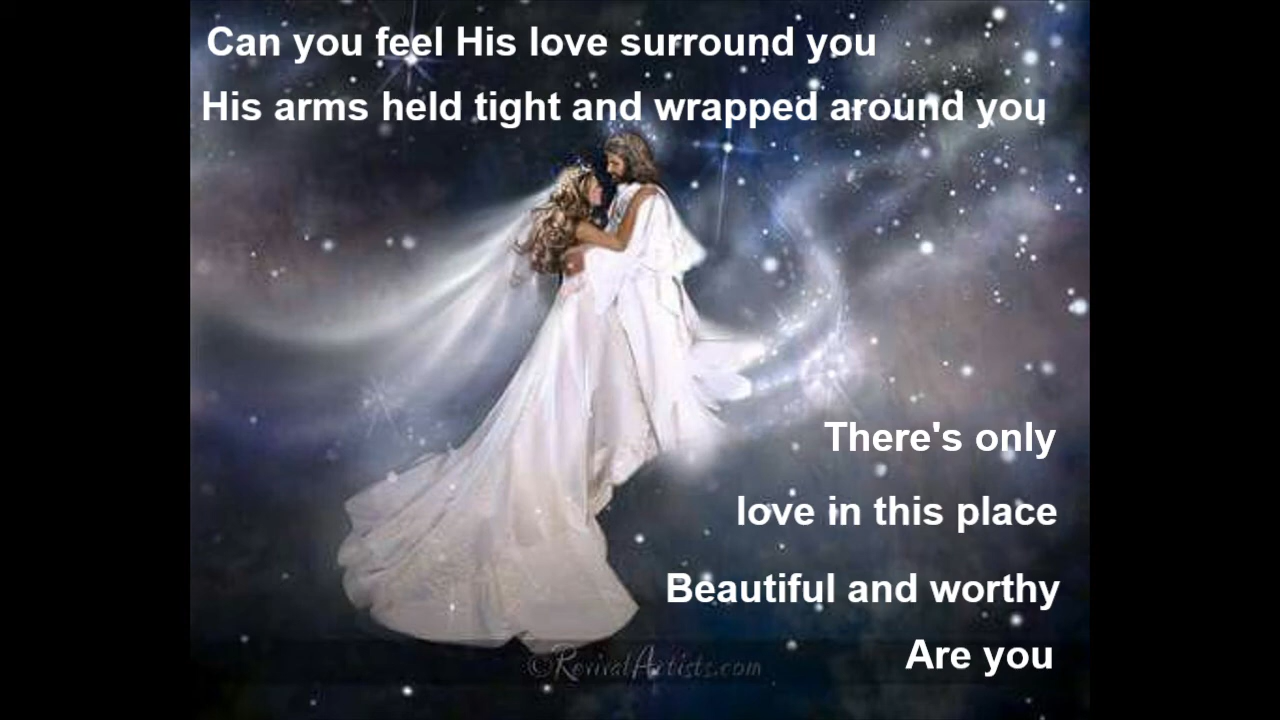 Can you feel His love surround you
His arms held tight and wrapped around you
There's only
love in this place
Beautiful and worthy
Are you
©RevivalArtists.com